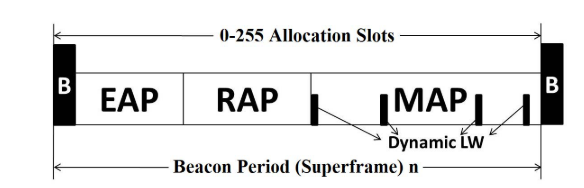 0-255 Allocation Slots
B EAP RAP MAP B
Dynamic LW
Beacon Period (Superframe) n